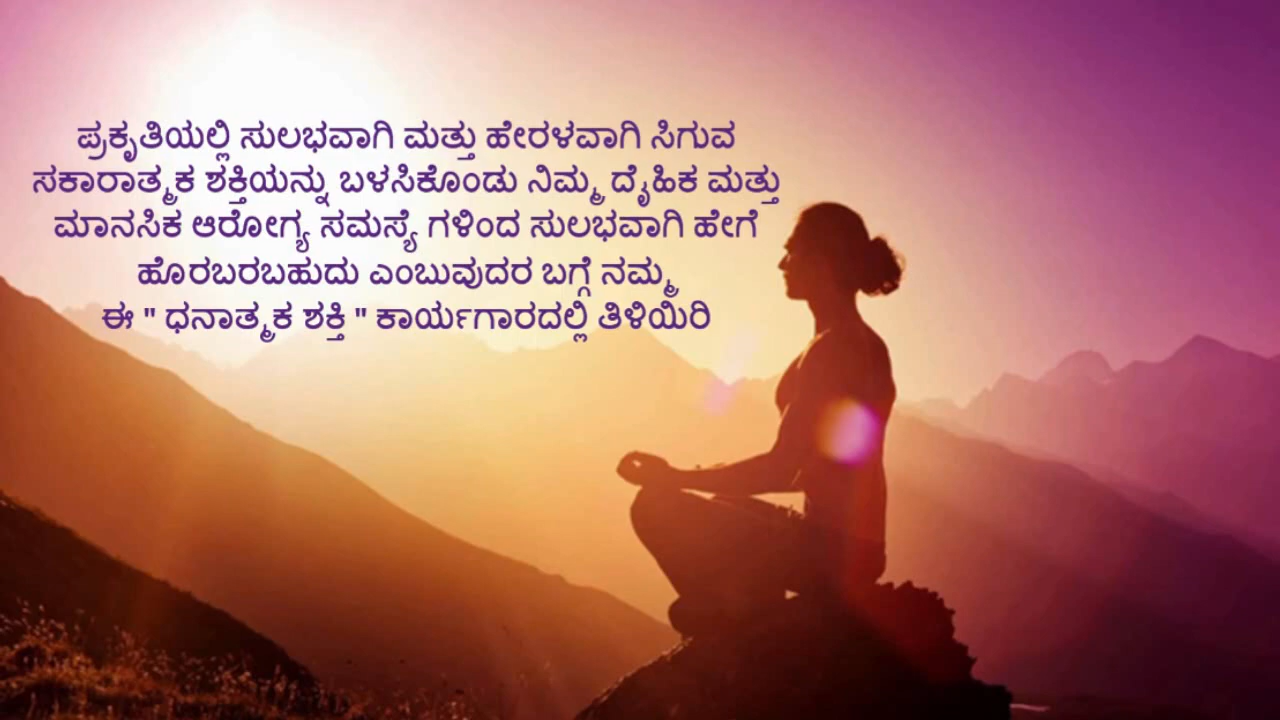 ಪ್ರಕೃತಿಯಲ್ಲಿ ಸುಲಭವಾಗಿ ಮತ್ತು ಹೇರಳವಾಗಿ ಸಿಗುವ
ಸಕಾರಾತ್ಮಕ ಶಕ್ತಿಯನ್ನು ಬಳಸಿಕೊಂಡು ನಿಮ್ಮ ದೈಹಿಕ ಮತ್ತು
ಮಾನಸಿಕ ಆರೋಗ್ಯ ಸಮಸ್ಯೆ ಗಳಿಂದ ಸುಲಭವಾಗಿ ಹೇಗೆ
ಹೊರಬರಬಹುದು ಎಂಬುವುದರ ಬಗ್ಗೆ ನಮ್ಮ
ಈ " ಧನಾತ್ಮಕ ಶಕ್ತಿ " ಕಾರ್ಯಗಾರದಲ್ಲಿ ತಿಳಿಯಿರಿ